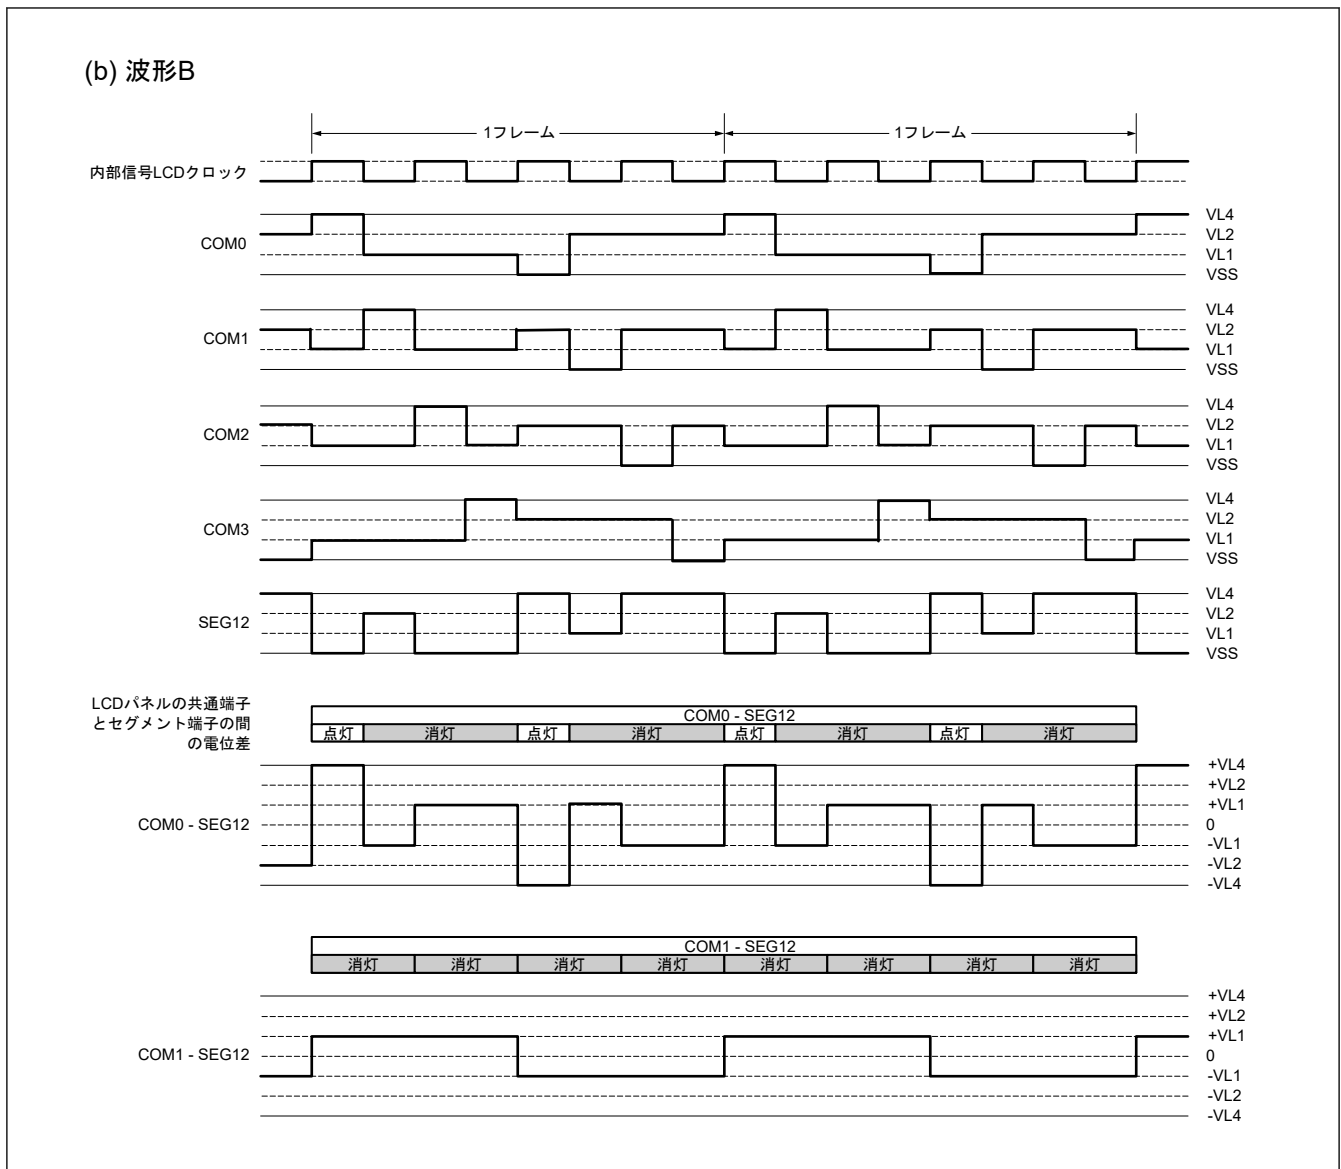 (b) 波形B
1フレーム 1フレーム
内部信号LCDクロック
COM0
VL4
VL2
VL1
VSS
COM1
VL4
VL2
VL1
VSS
COM2
VL4
VL2
VL1
VSS
COM3
VL4
VL2
VL1
VSS
SEG12
VL4
VL2
VL1
VSS
LCDパネルの共通端子
とセグメント端子の間
の電位差
COM0 - SEG12
点灯 消灯 点灯 消灯 点灯 消灯 点灯 消灯
COM0 - SEG12
+VL4
+VL2
+VL1
0
-VL1
-VL2
-VL4
COM1 - SEG12
消灯 消灯 消灯 消灯 消灯 消灯 消灯 消灯
COM1 - SEG12
+VL4
+VL2
+VL1
0
-VL1
-VL2
-VL4